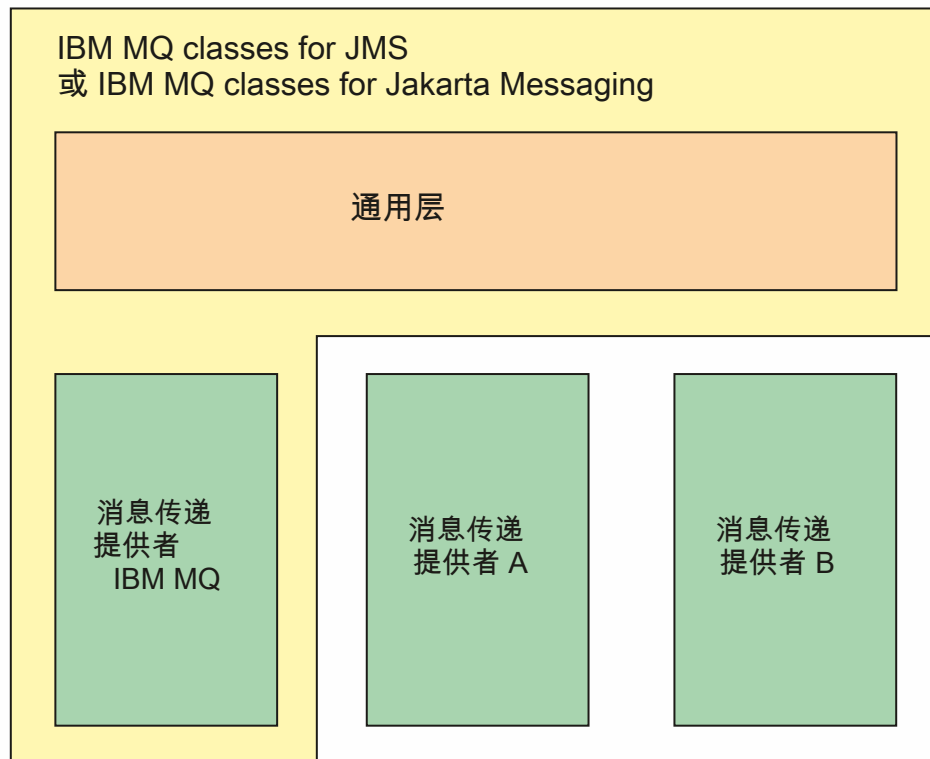 IBM MQ classes for JMS
或 IBM MQ classes for Jakarta Messaging
通用层
消息传递
提供者
IBM MQ
消息传递
提供者 A
消息传递
提供者 B